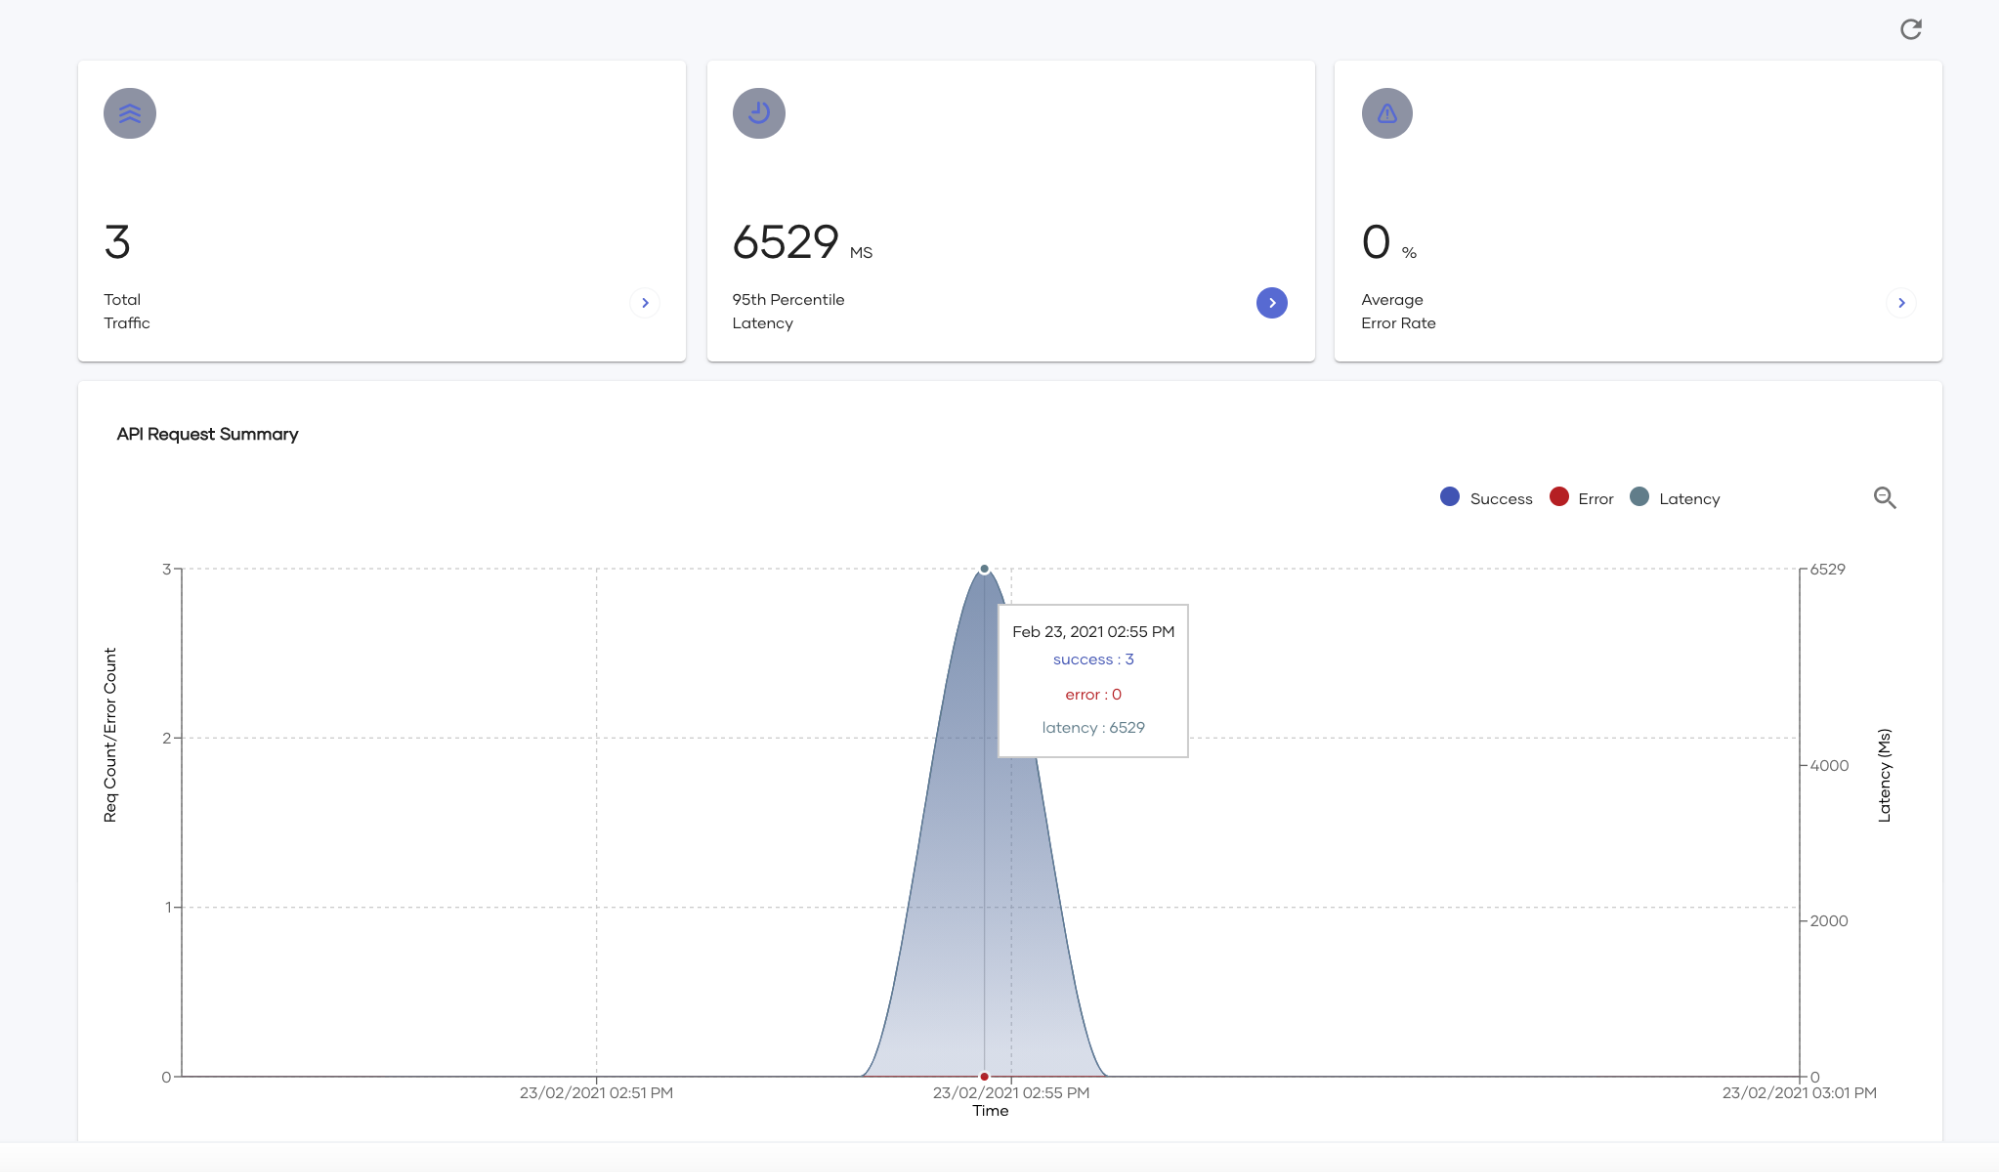 3
Total
Traffic
6529 MS
95th Percentile
Latency
0 %
Average
Error Rate
API Request Summary
Success Error Latency
3
2
1
0
Req Count/Error Count
Feb 23, 2021 02:55 PM
success : 3
error : 0
latency : 6529
6529
4000
2000
0
Latency (Ms)
23/02/2021 02:51 PM 23/02/2021 02:55 PM 23/02/2021 03:01 PM
Time